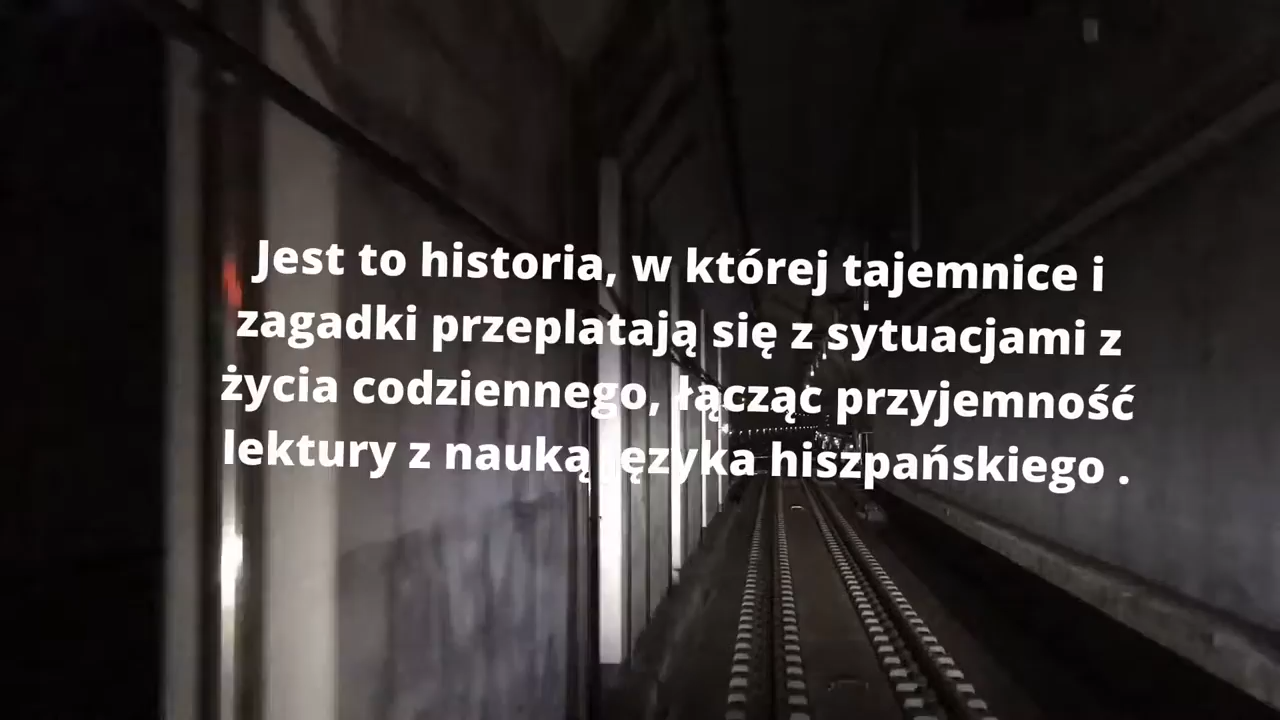 Jest to historia, w której tajemnice i
zagadki przeplatają się z sytuacjami z
życia codziennego, łącząc przyjemność
lektury z nauką języka hiszpańskiego .